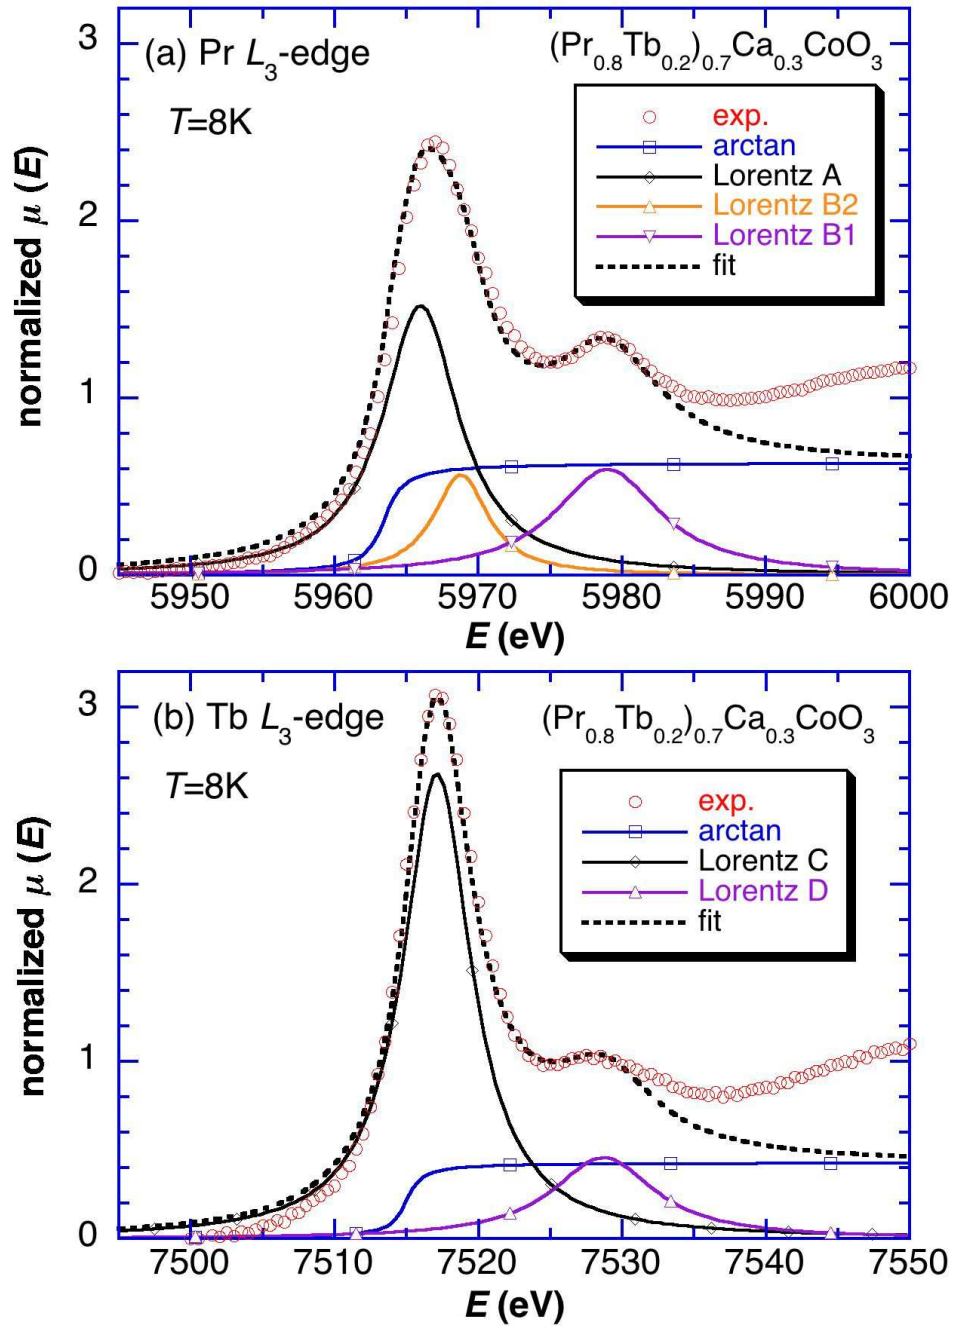 (a) Pr L₃-edge
(Pr₀.₈Tb₀.₂)₀.₇Ca₀.₃CoO₃
T=8K
exp.
arctan
Lorentz A
Lorentz B2
Lorentz B1
fit
normalized μ (E)
3
2
1
0
5950 5960 5970 5980 5990 6000
E (eV)
(b) Tb L₃-edge
(Pr₀.₈Tb₀.₂)₀.₇Ca₀.₃CoO₃
T=8K
exp.
arctan
Lorentz C
Lorentz D
fit
normalized μ (E)
3
2
1
0
7500 7510 7520 7530 7540 7550
E (eV)